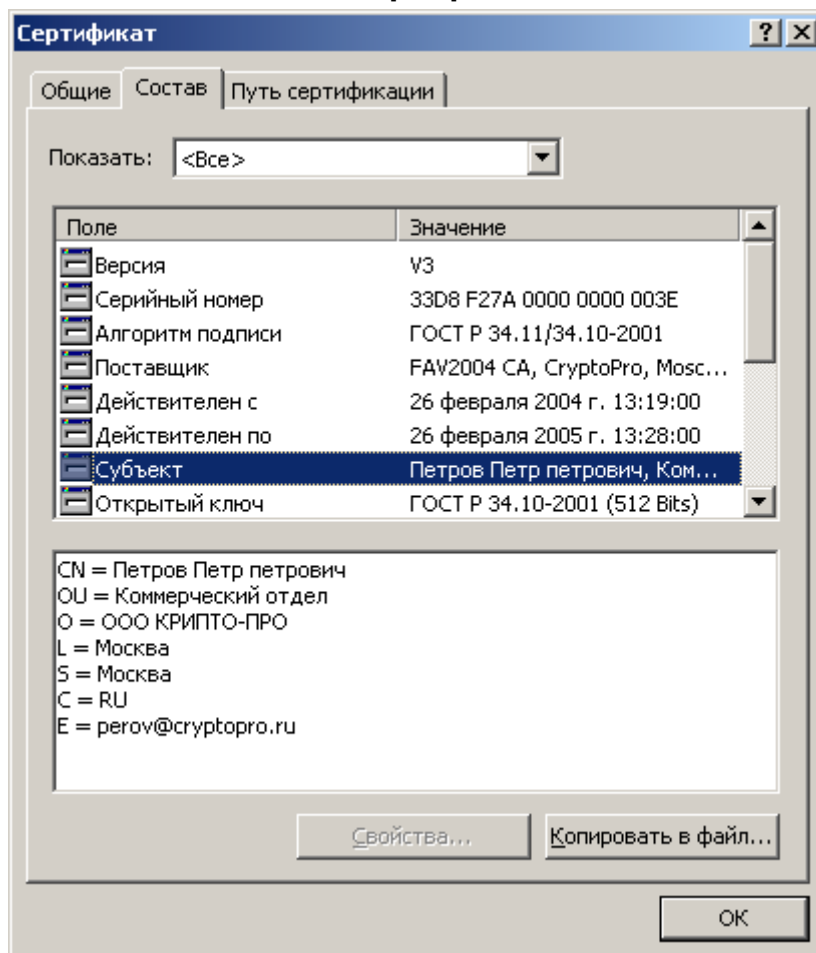 Сертификат
Общие Состав Путь сертификации
Показать: <Все>
Поле Значение
Версия V3
Серийный номер 33D8 F27A 0000 0000 003E
Алгоритм подписи ГОСТ Р 34.11/34.10-2001
Поставщик FAV2004 CA, CryptoPro, Mosc...
Действителен с 26 февраля 2004 г. 13:19:00
Действителен по 26 февраля 2005 г. 13:28:00
Субъект Петров Петр петрович, Ком...
Открытый ключ ГОСТ Р 34.10-2001 (512 Bits)
CN = Петров Петр петрович
OU = Коммерческий отдел
O = ООО КРИПТО-ПРО
L = Москва
S = Москва
C = RU
E = perov@cryptopro.ru
Свойства... Копировать в файл...
ОК